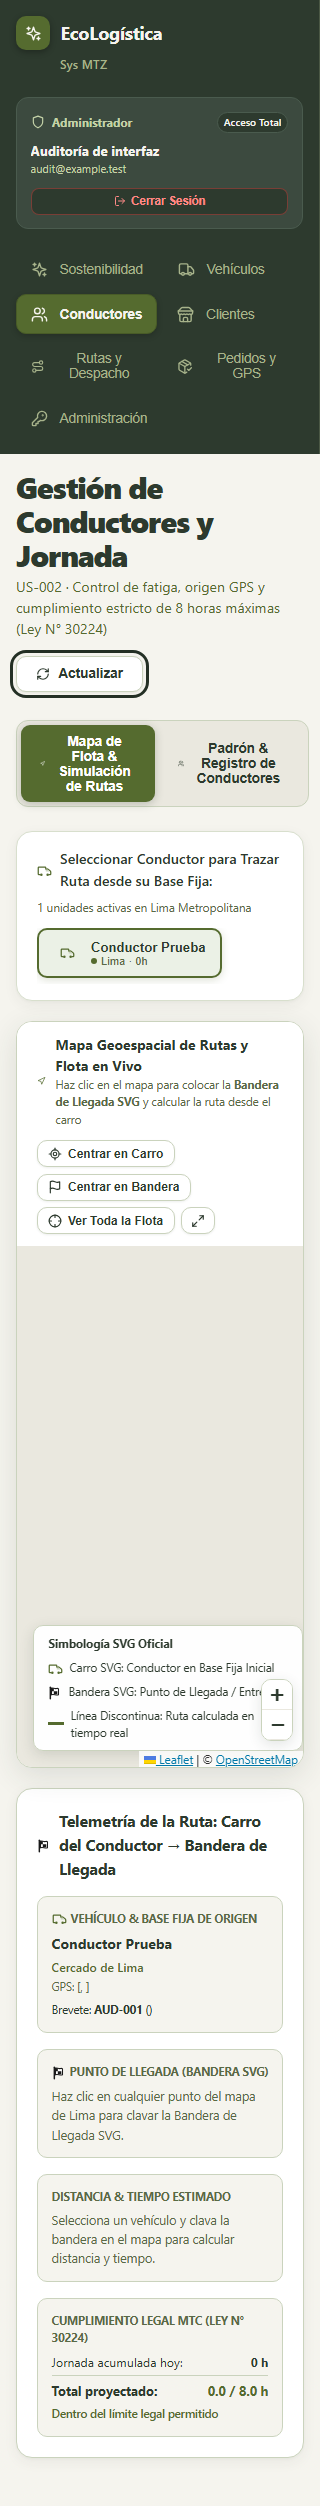 EcoLogística
Sys MTZ
Administrador
Acceso Total
Auditoría de interfaz
audit@example.test
Cerrar Sesión
Sostenibilidad
Vehículos
Conductores
Clientes
Rutas y
Despacho
Pedidos y
GPS
Administración
Gestión de
Conductores y
Jornada
US-002 · Control de fatiga, origen GPS y
cumplimiento estricto de 8 horas máximas
(Ley N° 30224)
Actualizar
Mapa de
Flota &
Simulación
de Rutas
Padrón &
Registro de
Conductores
Seleccionar Conductor para Trazar
Ruta desde su Base Fija:
1 unidades activas en Lima Metropolitana
Conductor Prueba
Lima · 0h
Mapa Geoespacial de Rutas y
Flota en Vivo
Haz clic en el mapa para colocar la Bandera
de Llegada SVG y calcular la ruta desde el
carro
Centrar en Carro
Centrar en Bandera
Ver Toda la Flota
Simbología SVG Oficial
Carro SVG: Conductor en Base Fija Inicial
Bandera SVG: Punto de Llegada / Entre
Línea Discontinua: Ruta calculada en
tiempo real
+
−
Leaflet | © OpenStreetMap
Telemetría de la Ruta: Carro
del Conductor → Bandera de
Llegada
VEHÍCULO & BASE FIJA DE ORIGEN
Conductor Prueba
Cercado de Lima
GPS: [, ]
Brevete: AUD-001 ()
PUNTO DE LLEGADA (BANDERA SVG)
Haz clic en cualquier punto del mapa
de Lima para clavar la Bandera de
Llegada SVG.
DISTANCIA & TIEMPO ESTIMADO
Selecciona un vehículo y clava la
bandera en el mapa para calcular
distancia y tiempo.
CUMPLIMIENTO LEGAL MTC (LEY N°
30224)
Jornada acumulada hoy: 0 h
Total proyectado: 0.0 / 8.0 h
Dentro del límite legal permitido